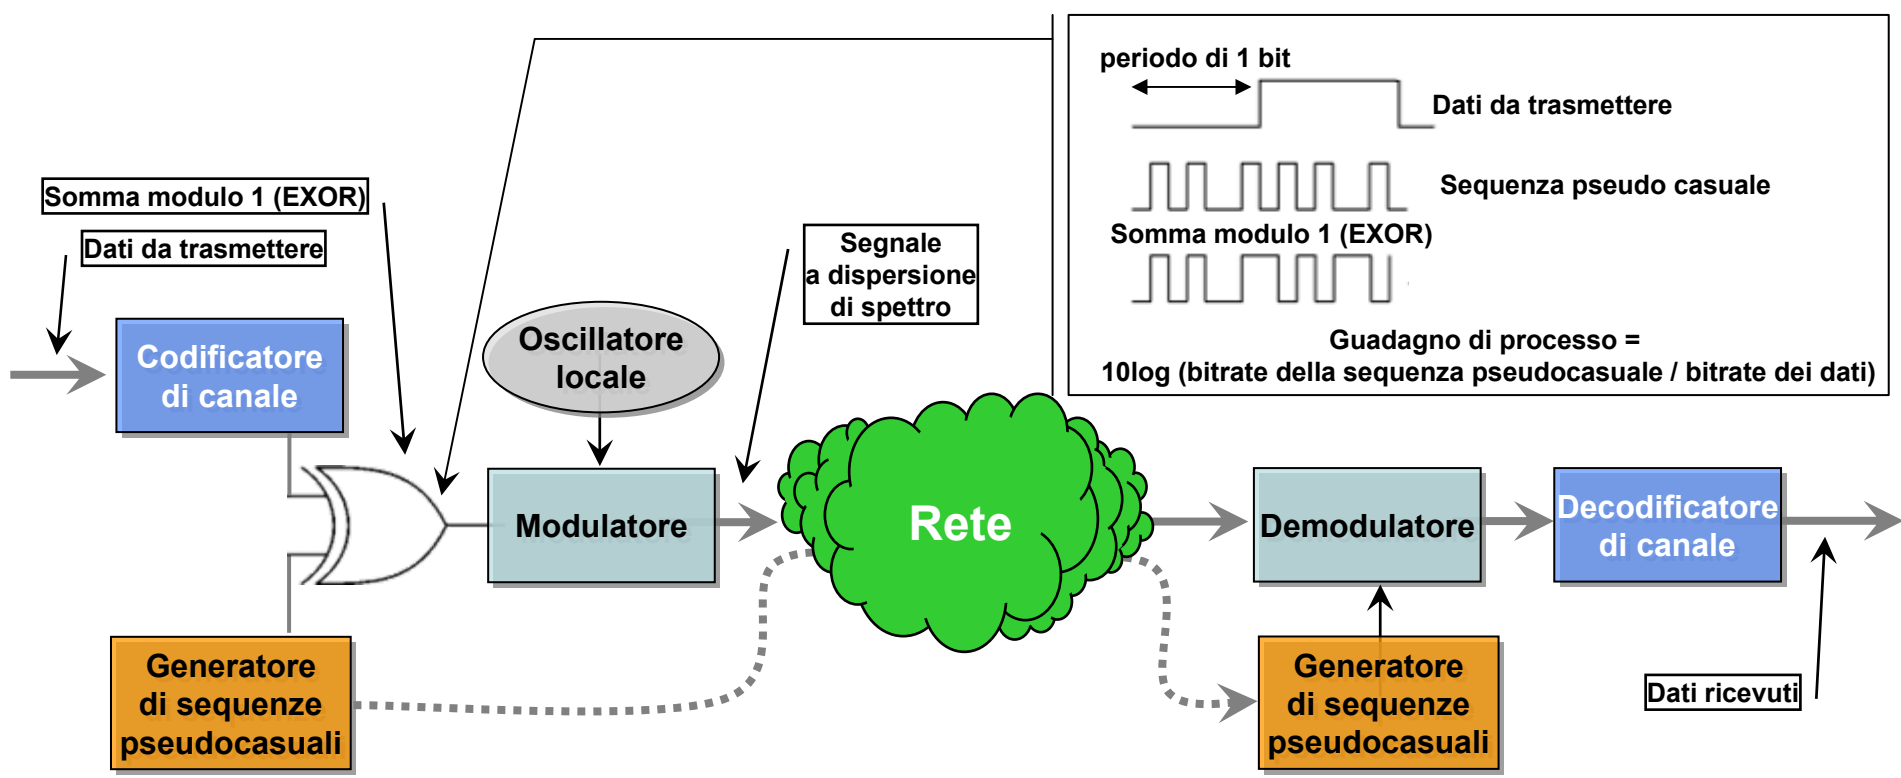 periodo di 1 bit
Dati da trasmettere
Sequenza pseudo casuale
Somma modulo 1 (EXOR)
Guadagno di processo =
10log (bitrate della sequenza pseudocasuale / bitrate dei dati)
Somma modulo 1 (EXOR)
Dati da trasmettere
Segnale
a dispersione
di spettro
Codificatore
di canale
Oscillatore
locale
Modulatore
Rete
Demodulatore
Decodificatore
di canale
Generatore
di sequenze
pseudocasuali
Generatore
di sequenze
pseudocasuali
Dati ricevuti